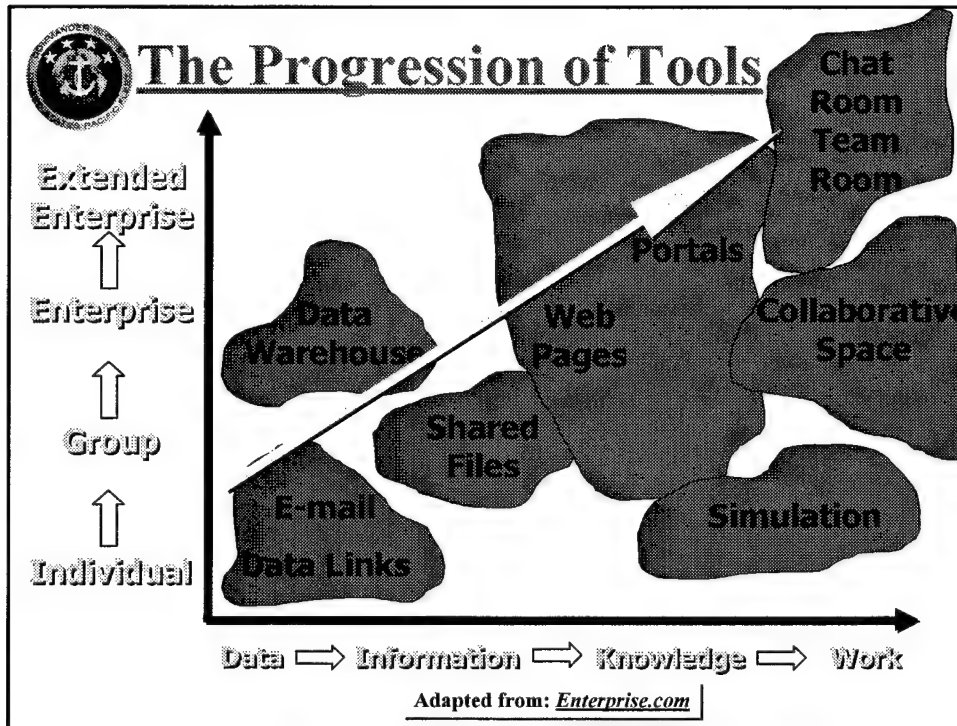 The Progression of Tools
Chat
Room
Team
Room
Extended
Enterprise
Portals
Enterprise
Data
Warehouse
Web
Pages
Collaborative
Space
Group
Shared
Files
E-mail
Data Links
Simulation
Individual
Data
Information
Knowledge
Work
Adapted from: Enterprise.com